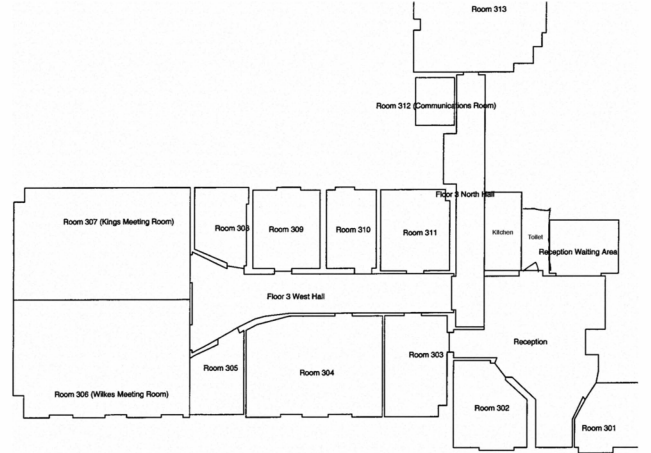 Room 313
Room 312 (Communications Room)
Floor 3 North Hall
Room 307 (Kings Meeting Room)
Room 308
Room 309
Room 310
Room 311
Kitchen
Toilet
Reception Waiting Area
Floor 3 West Hall
Reception
Room 303
Room 305
Room 304
Room 306 (Wilkes Meeting Room)
Room 302
Room 301